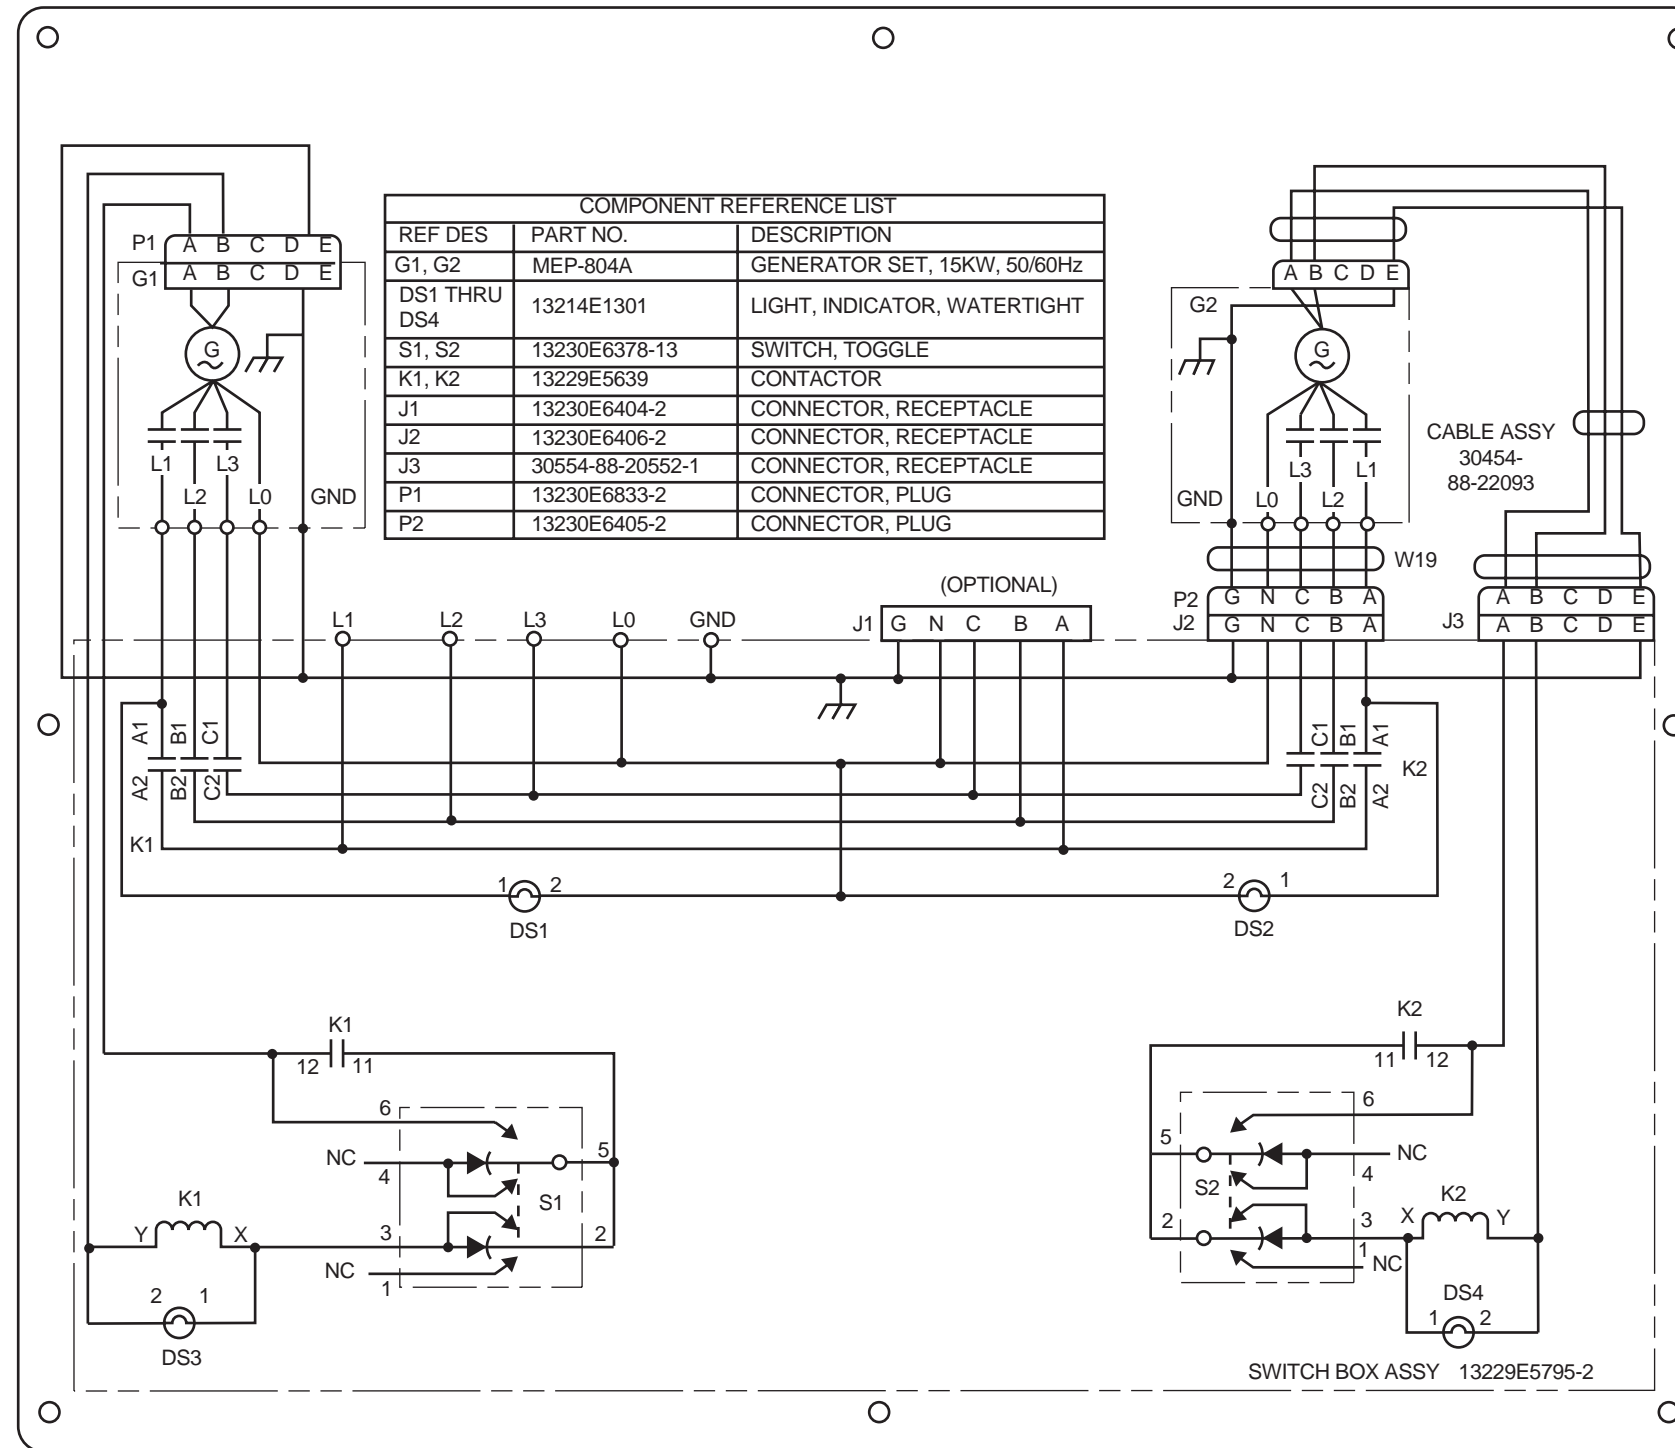 COMPONENT REFERENCE LIST
REF DES PART NO. DESCRIPTION
G1, G2 MEP-804A GENERATOR SET, 15KW, 50/60Hz
DS1 THRU
DS4 13214E1301 LIGHT, INDICATOR, WATERTIGHT
S1, S2 13230E6378-13 SWITCH, TOGGLE
K1, K2 13229E5639 CONTACTOR
J1 13230E6404-2 CONNECTOR, RECEPTACLE
J2 13230E6406-2 CONNECTOR, RECEPTACLE
J3 30554-88-20552-1 CONNECTOR, RECEPTACLE
P1 13230E6833-2 CONNECTOR, PLUG
P2 13230E6405-2 CONNECTOR, PLUG
P1 A B C D E
G1 A B C D E
G
L1 L3
L2 L0 GND
A B C D E
G2
G
L3 L1
GND L0 L2
CABLE ASSY
30454-
88-22093
W19
(OPTIONAL)
P2 G N C B A
J2 G N C B A
A B C D E
J3 A B C D E
L1 L2 L3 L0 GND
J1 G N C B A
A1 B1 C1
A2 B2 C2
K1
C1 B1 A1
K2
C2 B2 A2
1 2
DS1
2 1
DS2
K1
12 11
6
NC
4
5
S1
K1
Y X
3
2
NC
1
2 1
DS3
K2
11 12
6
5
NC
4
S2
K2
2
3
X Y
1
NC
DS4
1 2
SWITCH BOX ASSY 13229E5795-2